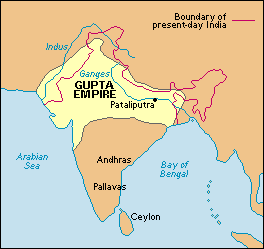 Boundary of
present-day India
Indus
Ganges
GUPTA
EMPIRE
Pataliputra
Arabian
Sea
Andhras
Bay of
Bengal
Pallavas
Ceylon